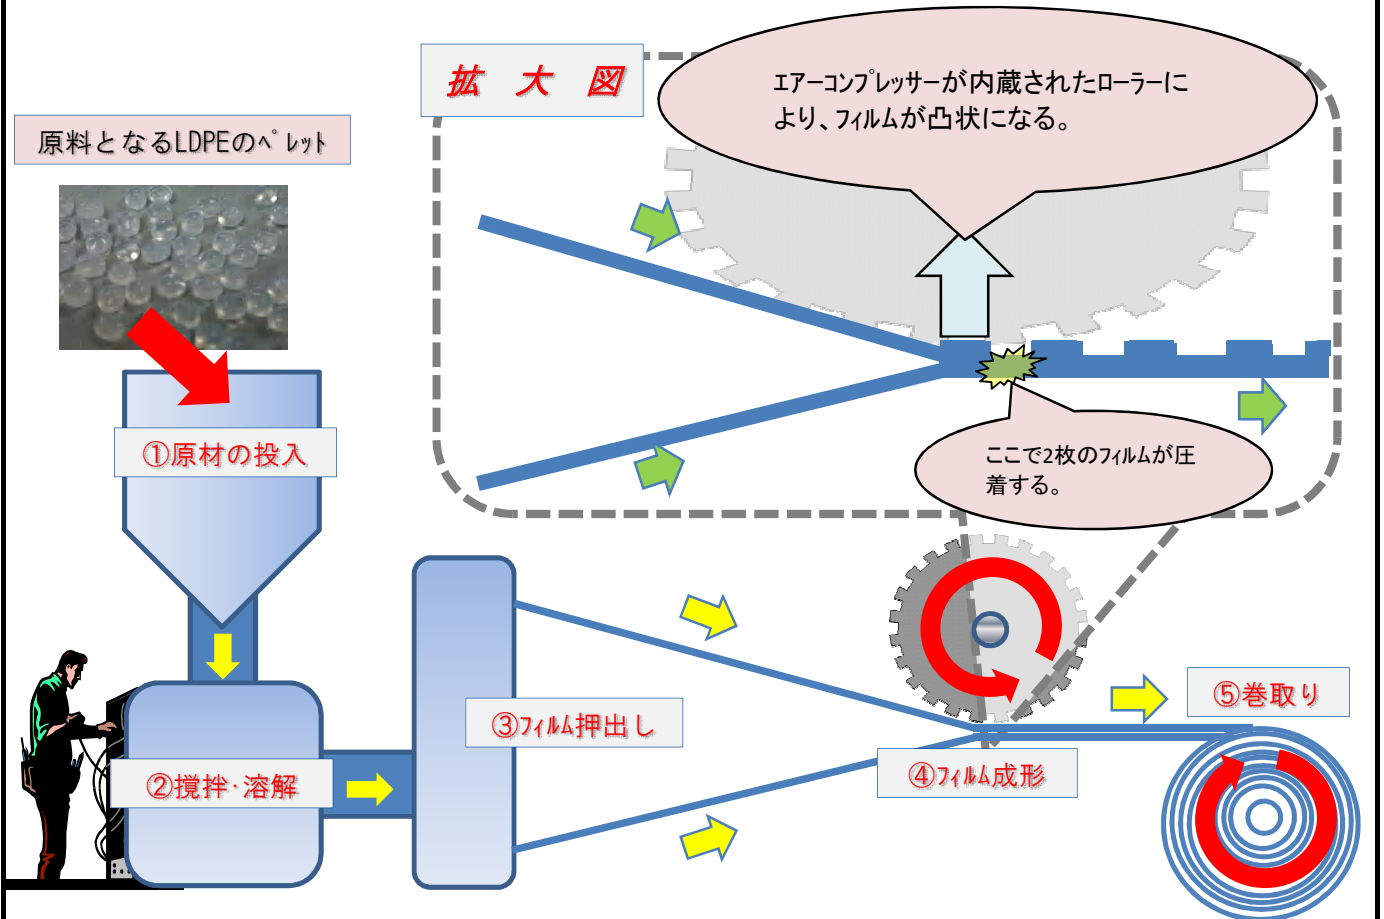 拡大図
エアーコンプレッサーが内蔵されたローラーに
より、フィルムが凸状になる。
原料となるLDPEのペレット
①原材の投入
ここで2枚のフィルムが圧
着する。
②撹拌・溶解
③フィルム押出し
④フィルム成形
⑤巻取り